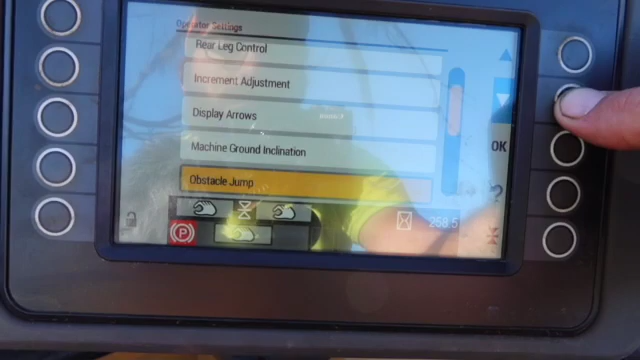 Operator Settings
Rear Leg Control
Increment Adjustment
Display Arrows
Machine Ground Inclination
OK
Obstacle Jump
?
P
258.5